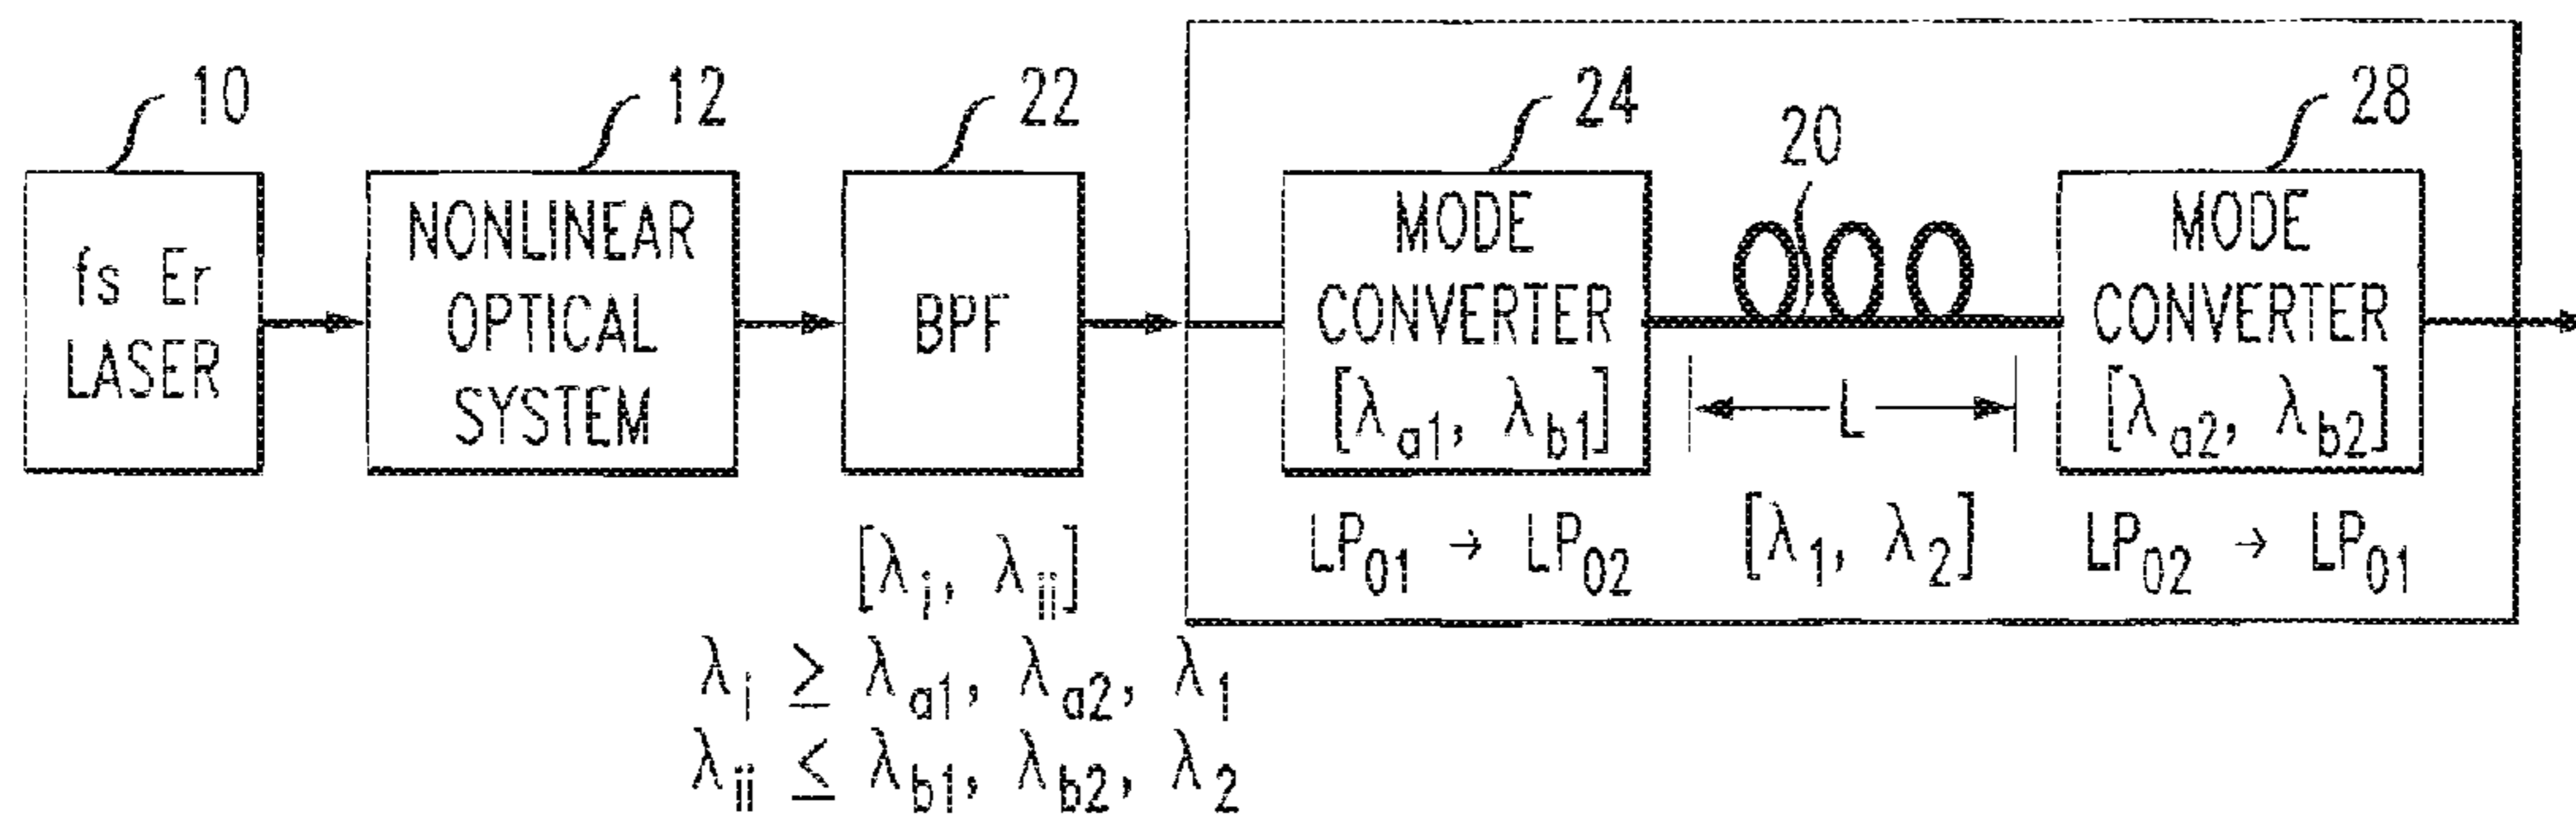 10
12
22
24
20
28
fs Er
LASER
NONLINEAR
OPTICAL
SYSTEM
BPF
MODE
CONVERTER
[λa1, λb1]
L
MODE
CONVERTER
[λa2, λb2]
[λi, λii]
λi ≥ λa1, λa2, λ1
λii ≤ λb1, λb2, λ2
LP01 → LP02
[λ1, λ2]
LP02 → LP01